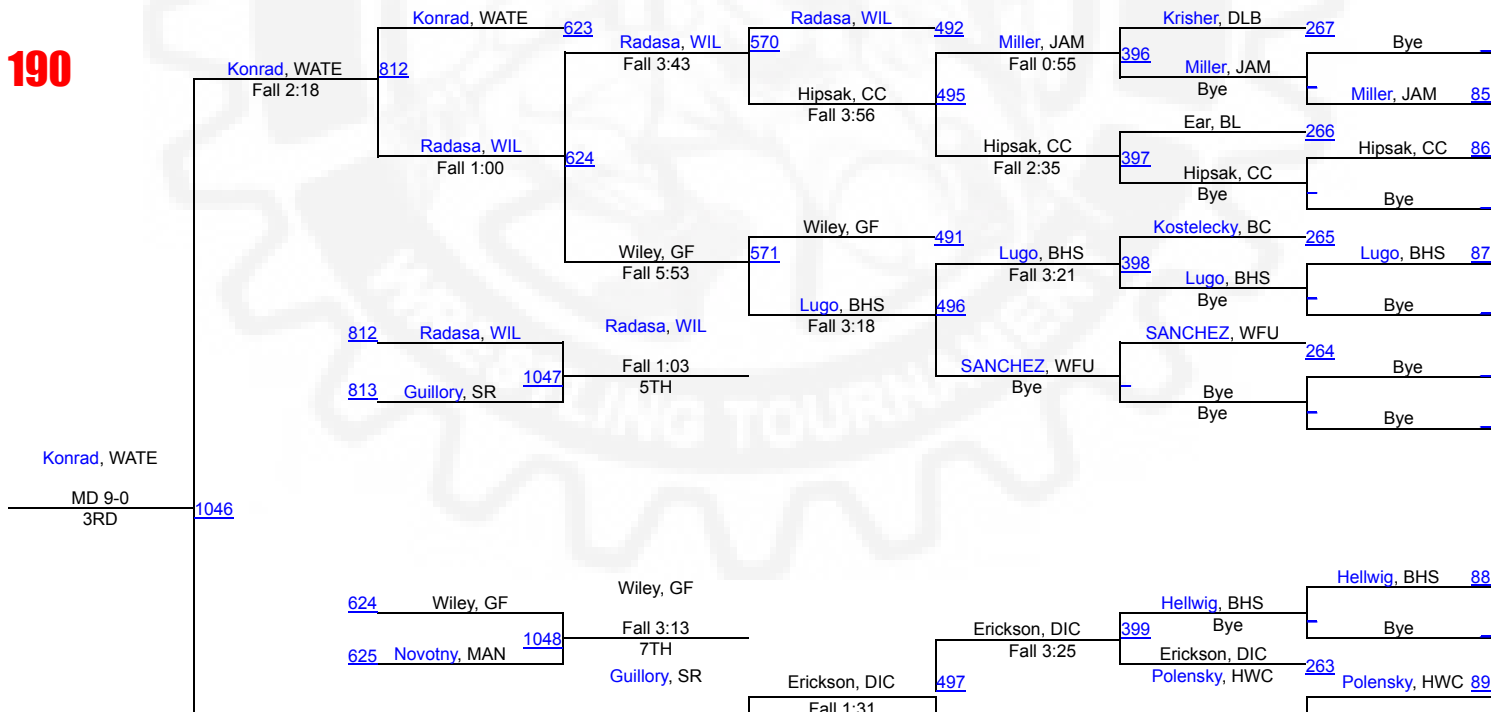 190
Konrad, WATE
623
Radasa, WIL
492
Krisher, DLB
267
Radasa, WIL
570
Fall 3:43
Miller, JAM
396
Fall 0:55
Bye
Konrad, WATE
812
Fall 2:18
Miller, JAM
Bye
Hipsak, CC
495
Fall 3:56
Miller, JAM 85
Ear, BL
266
Radasa, WIL
624
Fall 1:00
Hipsak, CC
397
Fall 2:35
Hipsak, CC 86
Hipsak, CC
Bye
Bye
Wiley, GF
491
Kostelecky, BC
265
Wiley, GF
571
Fall 5:53
Lugo, BHS
398
Fall 3:21
Lugo, BHS 87
Lugo, BHS
Bye
Lugo, BHS
496
Fall 3:18
Bye
812 Radasa, WIL
Radasa, WIL
SANCHEZ, WFU
264
Fall 1:03
1047
5TH
SANCHEZ, WFU
Bye
Bye
813 Guillory, SR
Bye
Bye
Bye
Konrad, WATE
MD 9-0
1046
3RD
WRESTLING TOURNAMENT
Wiley, GF
Hellwig, BHS 88
624 Wiley, GF
Hellwig, BHS
Bye
Fall 3:13
1048
7TH
Erickson, DIC
399
Fall 3:25
Bye
625 Novotny, MAN
Erickson, DIC
263
Guillory, SR
Polensky, HWC
Erickson, DIC
497
Fall 1:31
Polensky, HWC 89